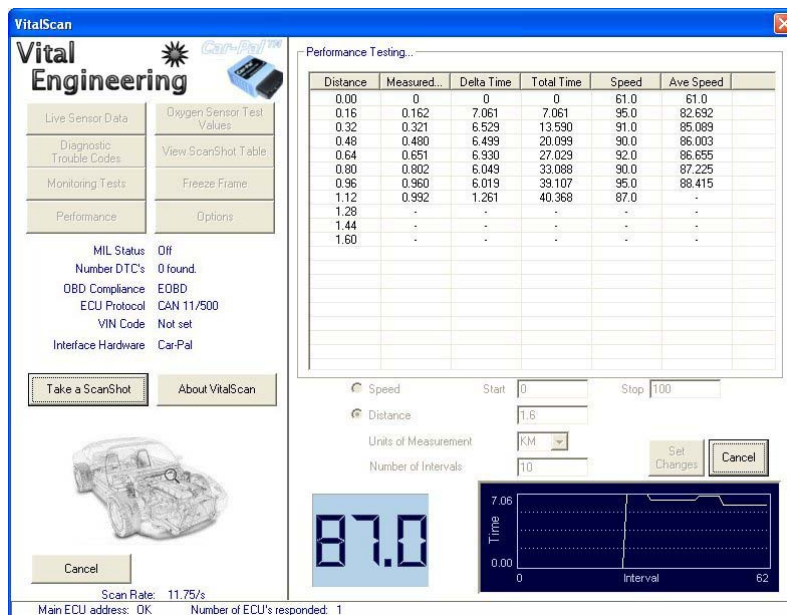 VitalScan
Vital Engineering
Car-Pal™
Live Sensor Data
Oxygen Sensor Test Values
Diagnostic Trouble Codes
View ScanShot Table
Monitoring Tests
Freeze Frame
Performance
Options
MIL Status Off
Number DTC's 0 found.
OBD Compliance EOBD
ECU Protocol CAN 11/500
VIN Code Not set
Interface Hardware Car-Pal
Take a ScanShot
About VitalScan
Cancel
Scan Rate: 11.75/s
Performance Testing...
Distance Measured... Delta Time Total Time Speed Ave Speed
0.00 0 0 0 61.0 61.0
0.16 0.162 7.061 7.061 95.0 82.692
0.32 0.321 6.529 13.590 91.0 85.089
0.48 0.480 6.499 20.099 90.0 86.003
0.64 0.651 6.930 27.029 92.0 86.655
0.80 0.802 6.049 33.088 90.0 87.225
0.96 0.960 6.019 39.107 95.0 88.415
1.12 0.992 1.261 40.368 87.0 -
1.28 - - - - -
1.44 - - - - -
1.60 - - - - -
Speed Start 0 Stop 100
Distance 1.6
Units of Measurement KM
Number of Intervals 10
Set Changes
Cancel
87.0
7.06
Time
0.00
0 Interval 62
Main ECU address: OK Number of ECU's responded: 1